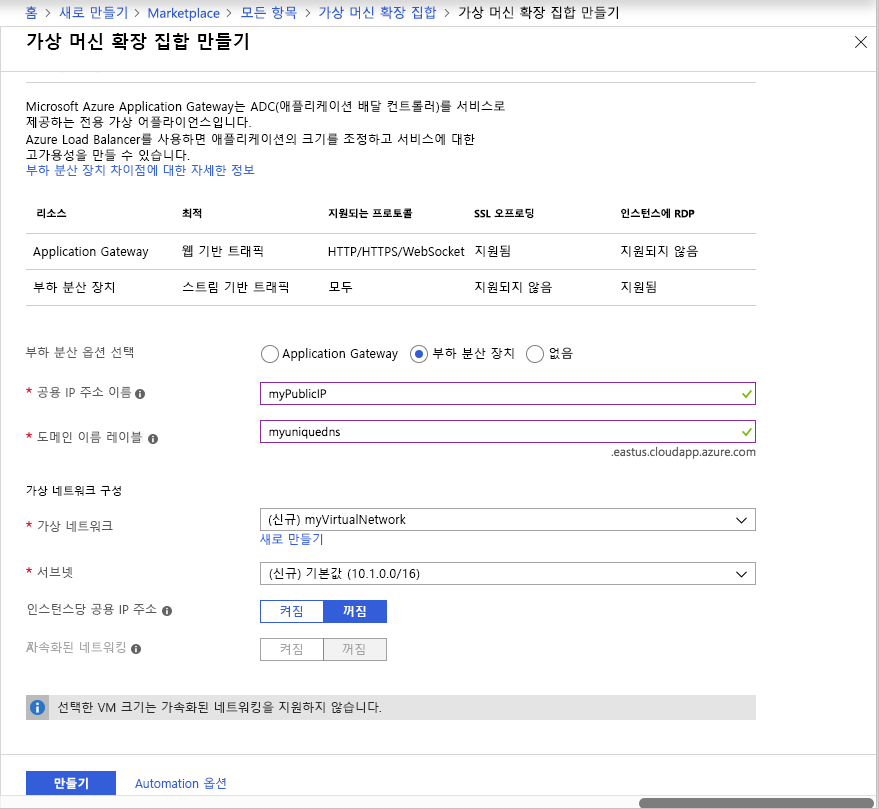 홈 > 새로 만들기 > Marketplace > 모든 항목 > 가상 머신 확장 집합 > 가상 머신 확장 집합 만들기
가상 머신 확장 집합 만들기
Microsoft Azure Application Gateway는 ADC(애플리케이션 배달 컨트롤러)를 서비스로
제공하는 전용 가상 어플라이언스입니다.
Azure Load Balancer를 사용하면 애플리케이션의 크기를 조정하고 서비스에 대한
고가용성을 만들 수 있습니다.
부하 분산 장치 차이점에 대한 자세한 정보
리소스 최적 지원되는 프로토콜 SSL 오프로딩 인스턴스에 RDP
Application Gateway 웹 기반 트래픽 HTTP/HTTPS/WebSocket 지원됨 지원되지 않음
부하 분산 장치 스트림 기반 트래픽 모두 지원되지 않음 지원됨
부하 분산 옵션 선택 Application Gateway 부하 분산 장치 없음
* 공용 IP 주소 이름 myPublicIP
* 도메인 이름 레이블 myuniquedns
.eastus.cloudapp.azure.com
가상 네트워크 구성
* 가상 네트워크 (신규) myVirtualNetwork
새로 만들기
* 서브넷 (신규) 기본값 (10.1.0.0/16)
인스턴스당 공용 IP 주소 켜짐 꺼짐
가속화된 네트워킹 켜짐 꺼짐
선택한 VM 크기는 가속화된 네트워킹을 지원하지 않습니다.
만들기 Automation 옵션